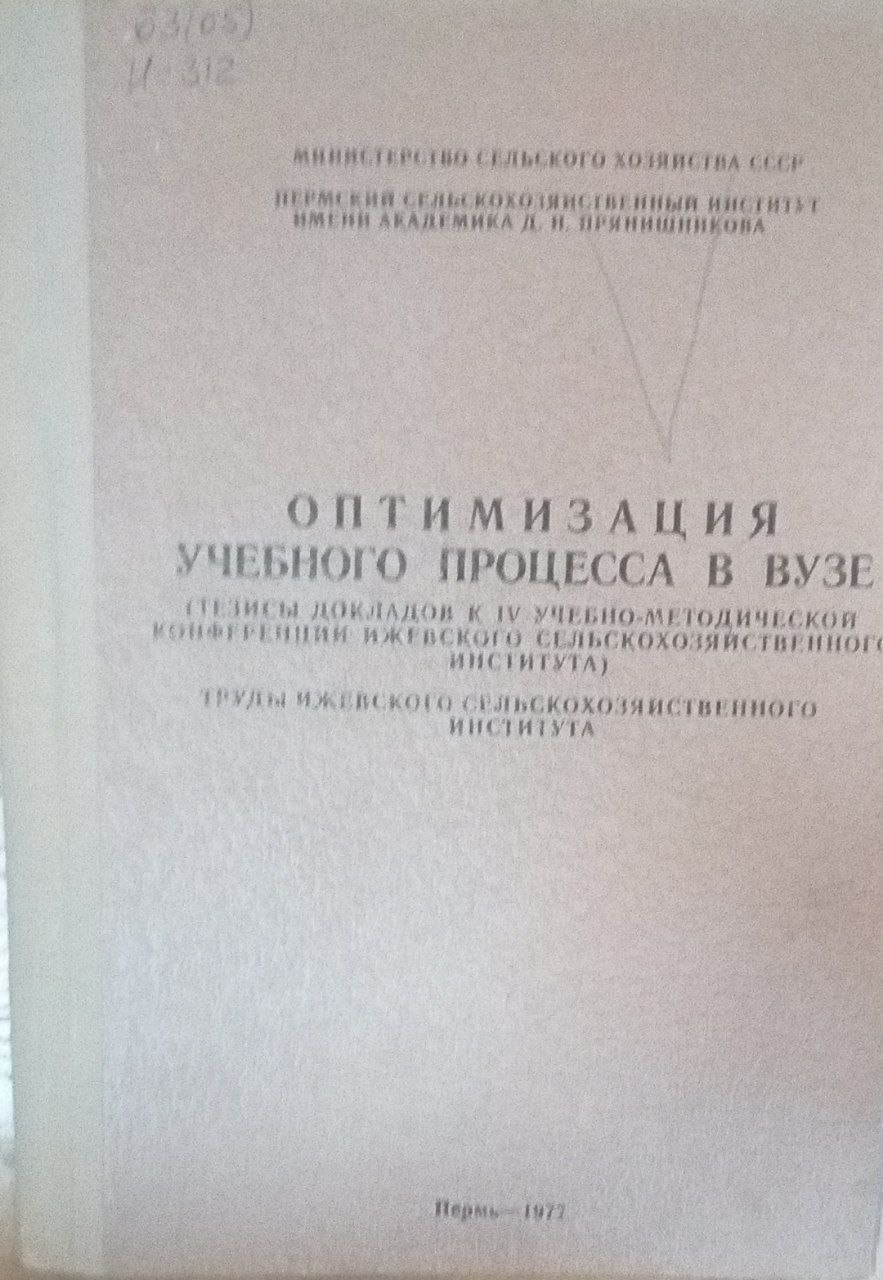 63(05)
И-312
МИНИСТЕРСТВО СЕЛЬСКОГО ХОЗЯЙСТВА СССР
ПЕРМСКИЙ СЕЛЬСКОХОЗЯЙСТВЕННЫЙ ИНСТИТУТ
ИМЕНИ АКАДЕМИКА Д. Н. ПРЯНИШНИКОВА
ОПТИМИЗАЦИЯ
УЧЕБНОГО ПРОЦЕССА В ВУЗЕ
(ТЕЗИСЫ ДОКЛАДОВ К IV УЧЕБНО-МЕТОДИЧЕСКОЙ
КОНФЕРЕНЦИИ ИЖЕВСКОГО СЕЛЬСКОХОЗЯЙСТВЕННОГО
ИНСТИТУТА)
ТРУДЫ ИЖЕВСКОГО СЕЛЬСКОХОЗЯЙСТВЕННОГО
ИНСТИТУТА
Пермь—1977